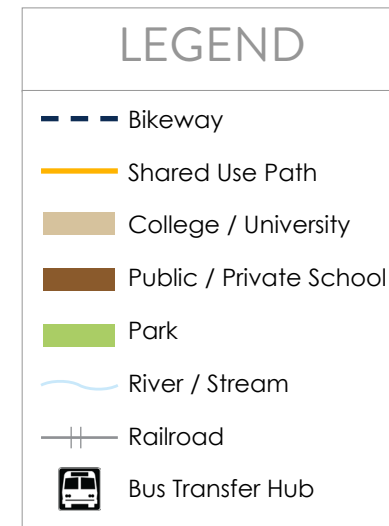 LEGEND
Bikeway
Shared Use Path
College / University
Public / Private School
Park
River / Stream
Railroad
Bus Transfer Hub